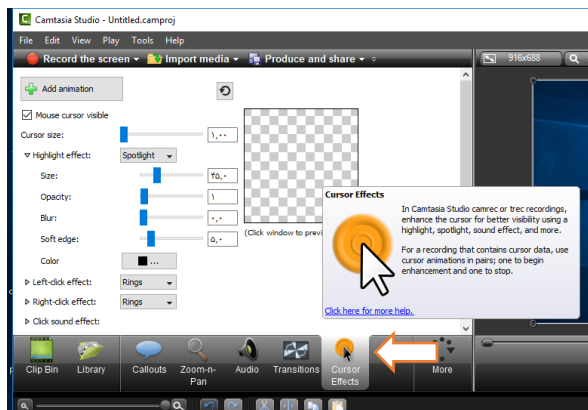 Camtasia Studio - Untitled.camproj
File Edit View Play Tools Help
Record the screen Import media Produce and share
916x688
Add animation
Mouse cursor visible
Cursor size: ۱,۰۰
Highlight effect: Spotlight
Size: ۲۵,۰
Opacity: ۱
Blur: ۰,۰
Soft edge: ۵,۰
Color ...
(Click window to previ
Left-click effect: Rings
Right-click effect: Rings
Click sound effect:
Cursor Effects
In Camtasia Studio camrec or trec recordings,
enhance the cursor for better visibility using a
highlight, spotlight, sound effect, and more.
For a recording that contains cursor data, use
cursor animations in pairs; one to begin
enhancement and one to stop.
Click here for more help.
Clip Bin
Library
Callouts
Zoom-n-
Pan
Audio
Transitions
Cursor
Effects
More